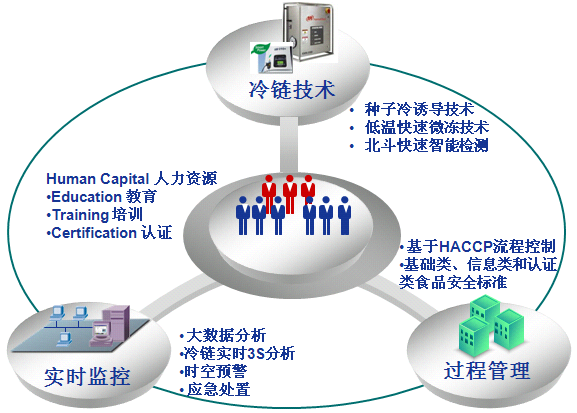 冷链技术
• 种子冷诱导技术
• 低温快速微冻技术
• 北斗快速智能检测
Human Capital 人力资源
•Education 教育
•Training 培训
•Certification 认证
• 基于HACCP流程控制
• 基础类、信息类和认证
类食品安全标准
• 大数据分析
•冷链实时3S分析
•时空预警
• 应急处置
实时监控
过程管理